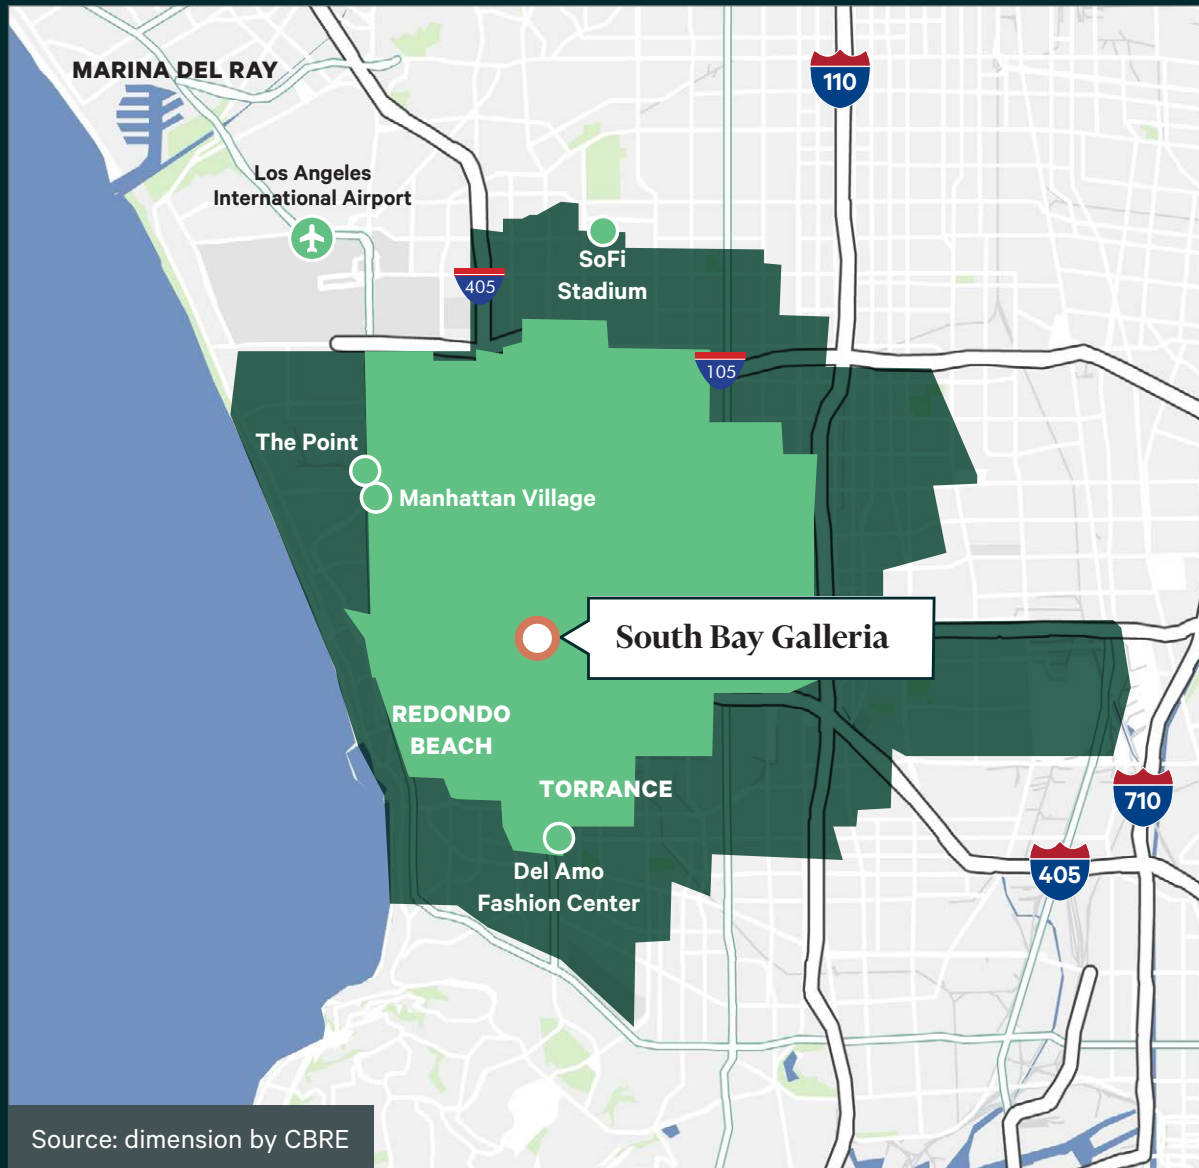 MARINA DEL RAY
110
Los Angeles
International Airport
SoFi
Stadium
405
105
The Point
Manhattan Village
South Bay Galleria
REDONDO
BEACH
TORRANCE
710
Del Amo
Fashion Center
405
Source: dimension by CBRE